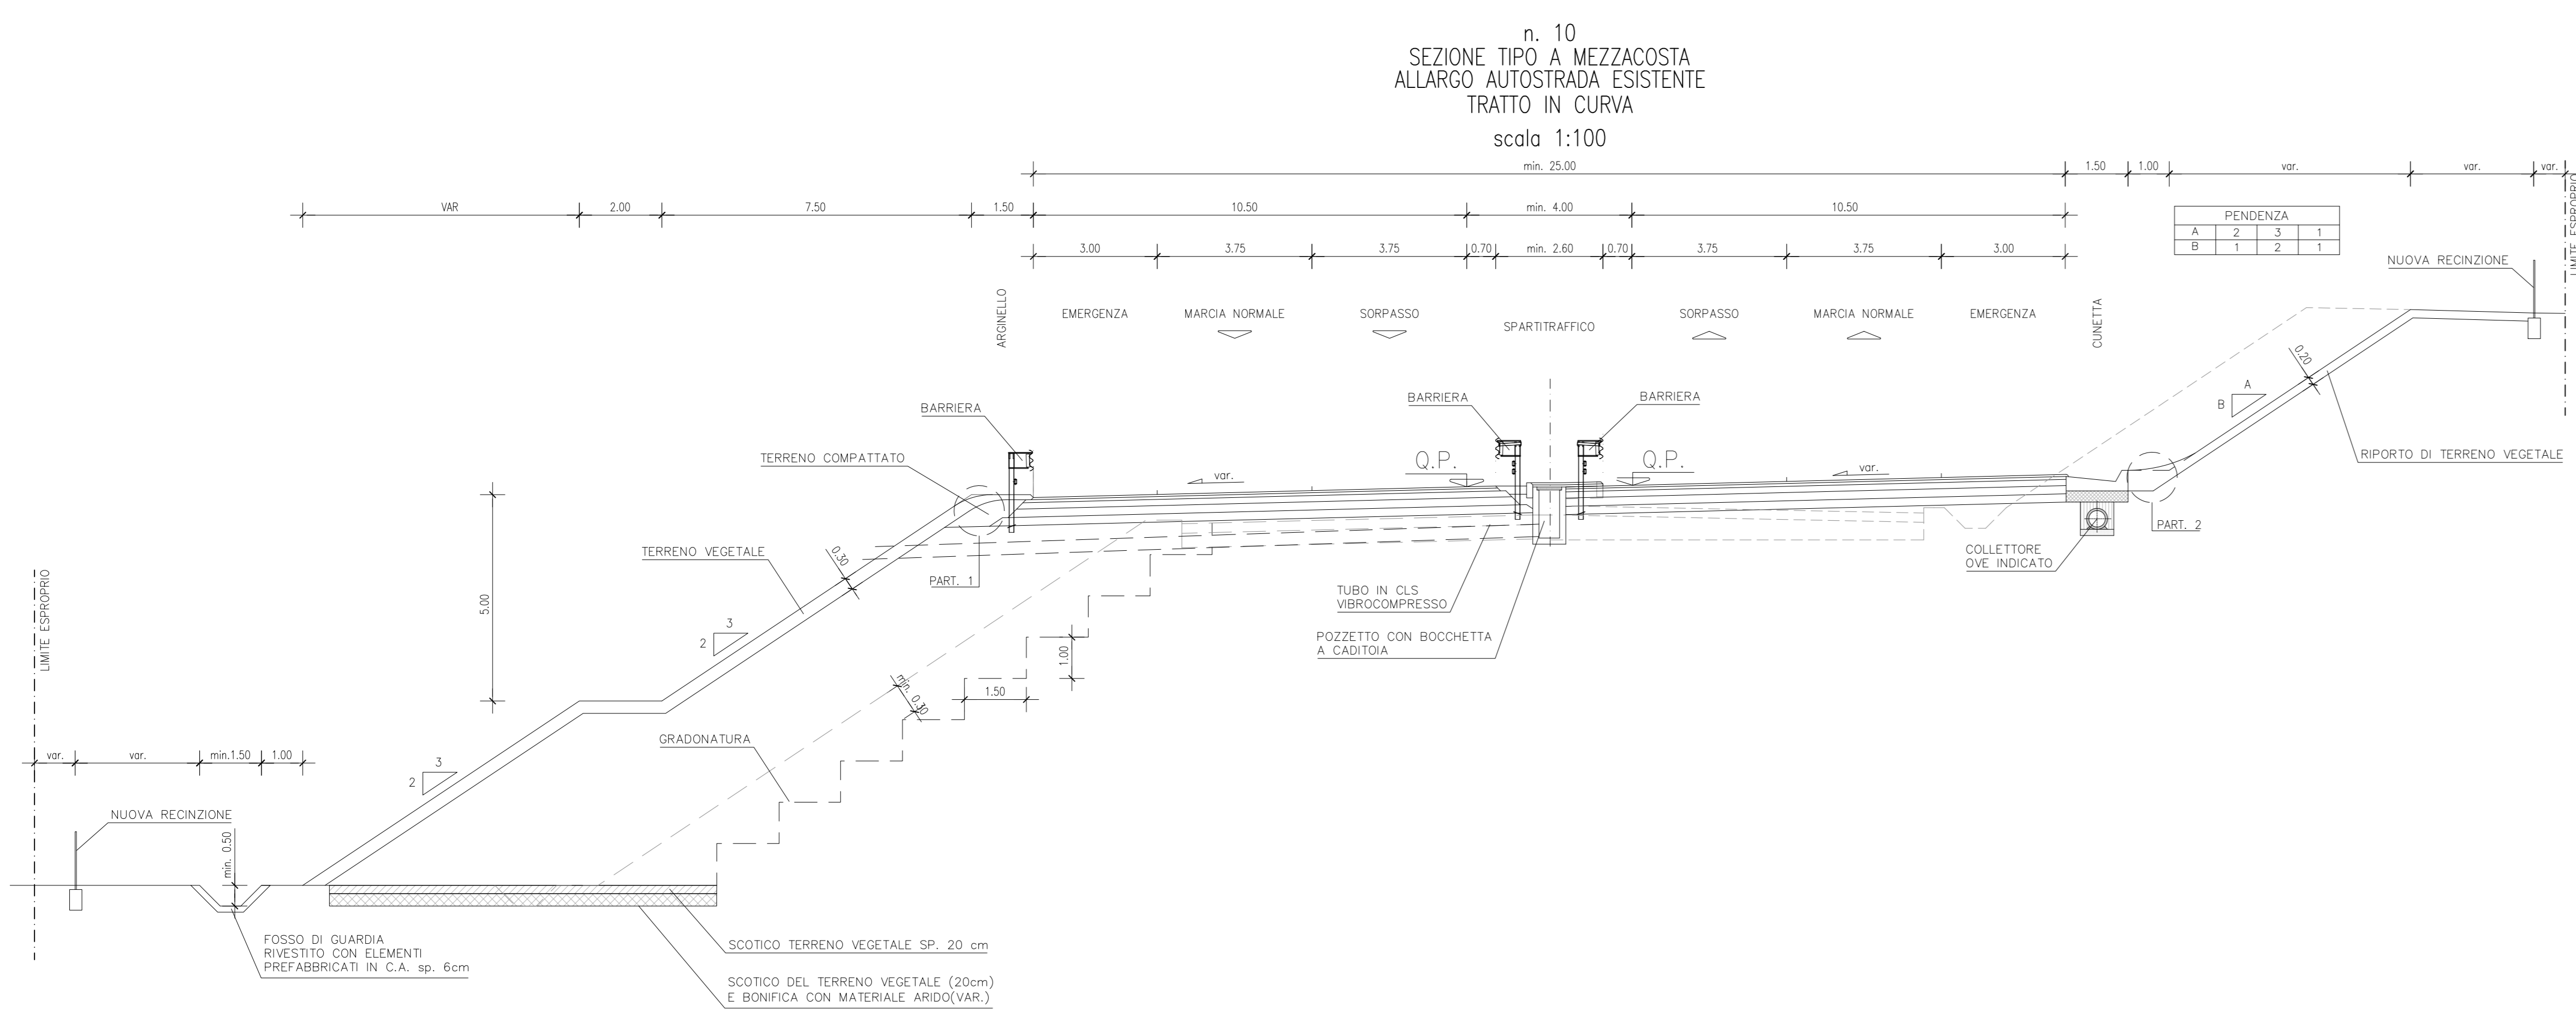 n. 10
SEZIONE TIPO A MEZZACOSTA
ALLARGO AUTOSTRADA ESISTENTE
TRATTO IN CURVA
scala 1:100
min. 25.00
1.50
1.00
var.
var.
var.
VAR
2.00
7.50
1.50
10.50
min. 4.00
10.50
3.00
3.75
3.75
0.70
min. 2.60
0.70
3.75
3.75
3.00
PENDENZA
A 2 3 1
B 1 2 1
LIMITE ESPROPRIO
NUOVA RECINZIONE
ARGINELLO
EMERGENZA
MARCIA NORMALE
SORPASSO
SPARTITRAFFICO
SORPASSO
MARCIA NORMALE
EMERGENZA
CUNETTA
0.20
A
B
BARRIERA
BARRIERA
BARRIERA
TERRENO COMPATTATO
Q.P.
Q.P.
var.
var.
RIPORTO DI TERRENO VEGETALE
PART. 2
TERRENO VEGETALE
0.30
PART. 1
COLLETTORE
OVE INDICATO
TUBO IN CLS
VIBROCOMPRESSO
POZZETTO CON BOCCHETTA
A CADITOIA
LIMITE ESPROPRIO
5.00
3
2
1.00
1.50
min. 0.30
GRADONATURA
var.
var.
min.1.50
1.00
3
2
NUOVA RECINZIONE
min. 0.50
FOSSO DI GUARDIA
RIVESTITO CON ELEMENTI
PREFABBRICATI IN C.A. sp. 6cm
SCOTICO TERRENO VEGETALE SP. 20 cm
SCOTICO DEL TERRENO VEGETALE (20cm)
E BONIFICA CON MATERIALE ARIDO(VAR.)